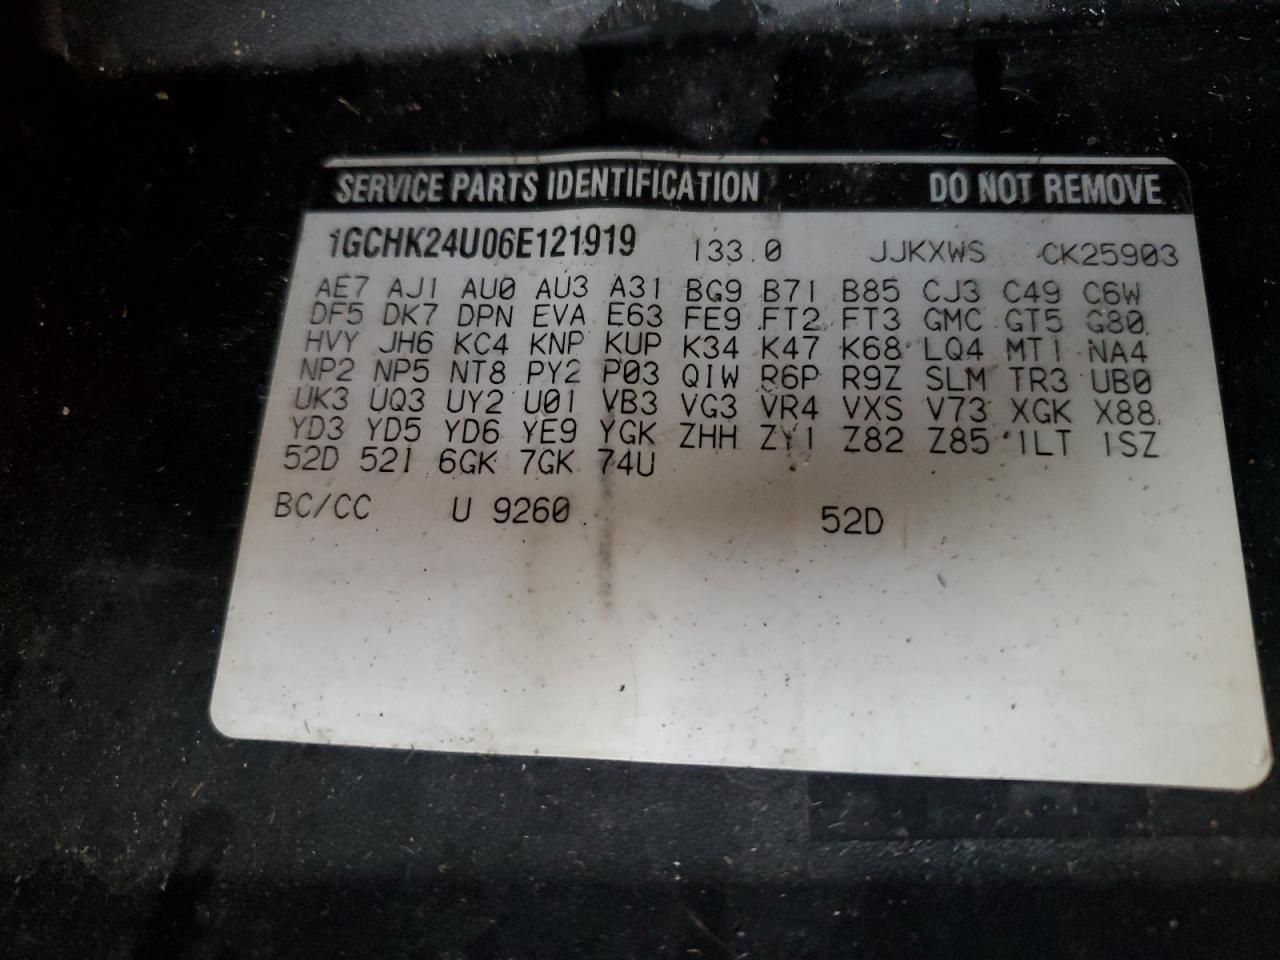 SERVICE PARTS IDENTIFICATION DO NOT REMOVE
1GCHK24U06E121919 133.0 JJKXWS CK25903
AE7 AJ1 AU0 AU3 A31 BG9 B71 B85 CJ3 C49 C6W
DF5 DK7 DPN EVA E63 FE9 FT2 FT3 GMC GT5 G80
HVY JH6 KC4 KNP KUP K34 K47 K68 LQ4 MT1 NA4
NP2 NP5 NT8 PY2 P03 QIW R6P R9Z SLM TR3 UB0
UK3 UQ3 UY2 U01 VB3 VG3 VR4 VXS V73 XGK X88
YD3 YD5 YD6 YE9 YGK ZHH ZY1 Z82 Z85 1LT 1SZ
52D 52I 6GK 7GK 74U
BC/CC U 9260 52D